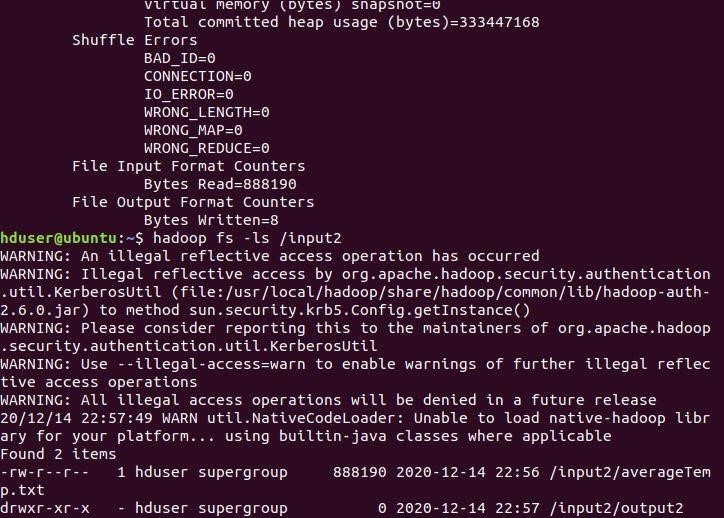 virtual memory (bytes) snapshot=0
Total committed heap usage (bytes)=333447168
Shuffle Errors
BAD_ID=0
CONNECTION=0
IO_ERROR=0
WRONG_LENGTH=0
WRONG_MAP=0
WRONG_REDUCE=0
File Input Format Counters
Bytes Read=888190
File Output Format Counters
Bytes Written=8
hduser@ubuntu:~$ hadoop fs -ls /input2
WARNING: An illegal reflective access operation has occurred
WARNING: Illegal reflective access by org.apache.hadoop.security.authentication
.util.KerberosUtil (file:/usr/local/hadoop/share/hadoop/common/lib/hadoop-auth-
2.6.0.jar) to method sun.security.krb5.Config.getInstance()
WARNING: Please consider reporting this to the maintainers of org.apache.hadoop
.security.authentication.util.KerberosUtil
WARNING: Use --illegal-access=warn to enable warnings of further illegal reflec
tive access operations
WARNING: All illegal access operations will be denied in a future release
20/12/14 22:57:49 WARN util.NativeCodeLoader: Unable to load native-hadoop libr
ary for your platform... using builtin-java classes where applicable
Found 2 items
-rw-r--r--   1 hduser supergroup     888190 2020-12-14 22:56 /input2/averageTem
p.txt
drwxr-xr-x   - hduser supergroup          0 2020-12-14 22:57 /input2/output2